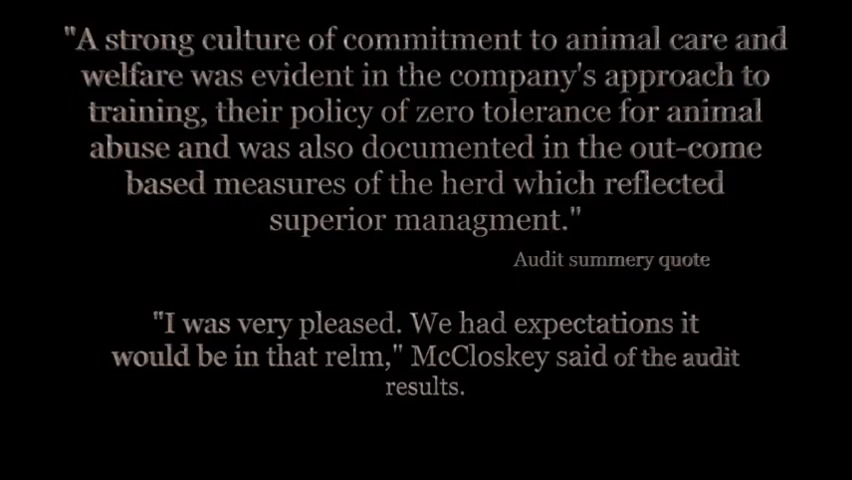 "A strong culture of commitment to animal care and
welfare was evident in the company's approach to
training, their policy of zero tolerance for animal
abuse and was also documented in the out-come
based measures of the herd which reflected
superior managment."
Audit summery quote
"I was very pleased. We had expectations it
would be in that relm," McCloskey said of the audit
results.